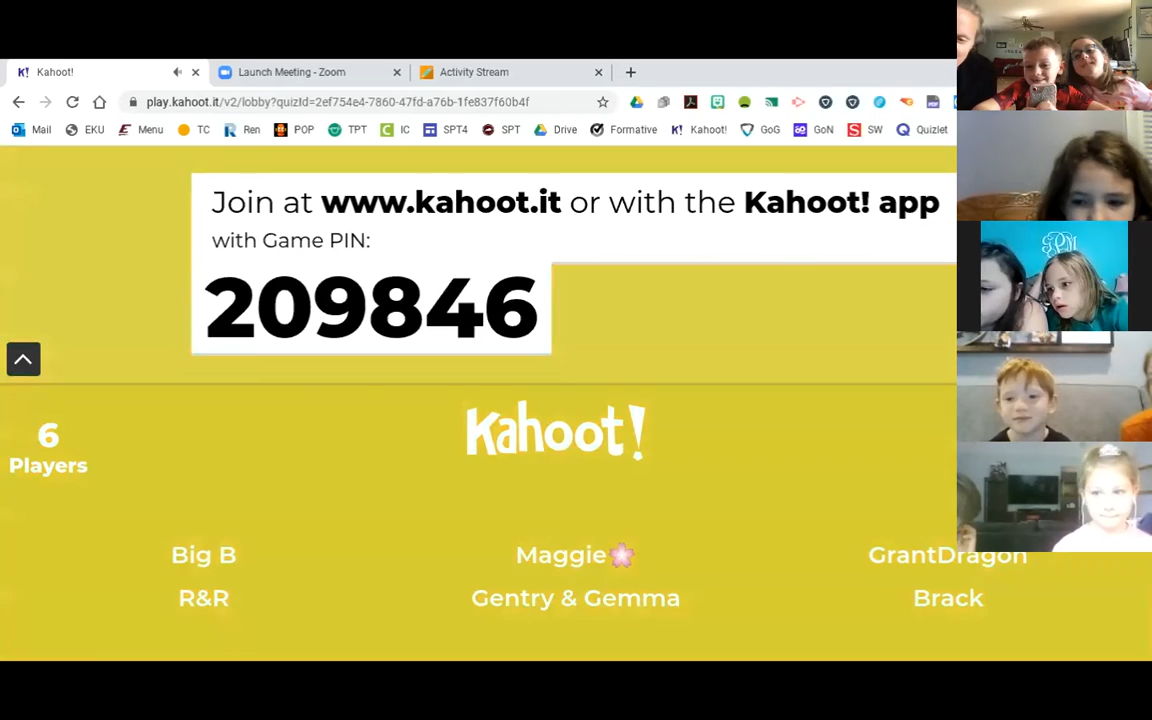 Kahoot!
Launch Meeting - Zoom
Activity Stream
play.kahoot.it/v2/lobby?quizId=2ef754e4-7860-47fd-a76b-1fe837f60b4f
Mail EKU Menu TC Ren POP TPT IC SPT4 SPT Drive Formative Kahoot! GoG GoN SW Quizlet
Join at www.kahoot.it or with the Kahoot! app
with Game PIN:
209846
6
Players
Kahoot!
Big B Maggie🌸 GrantDragon
R&R Gentry & Gemma Brack